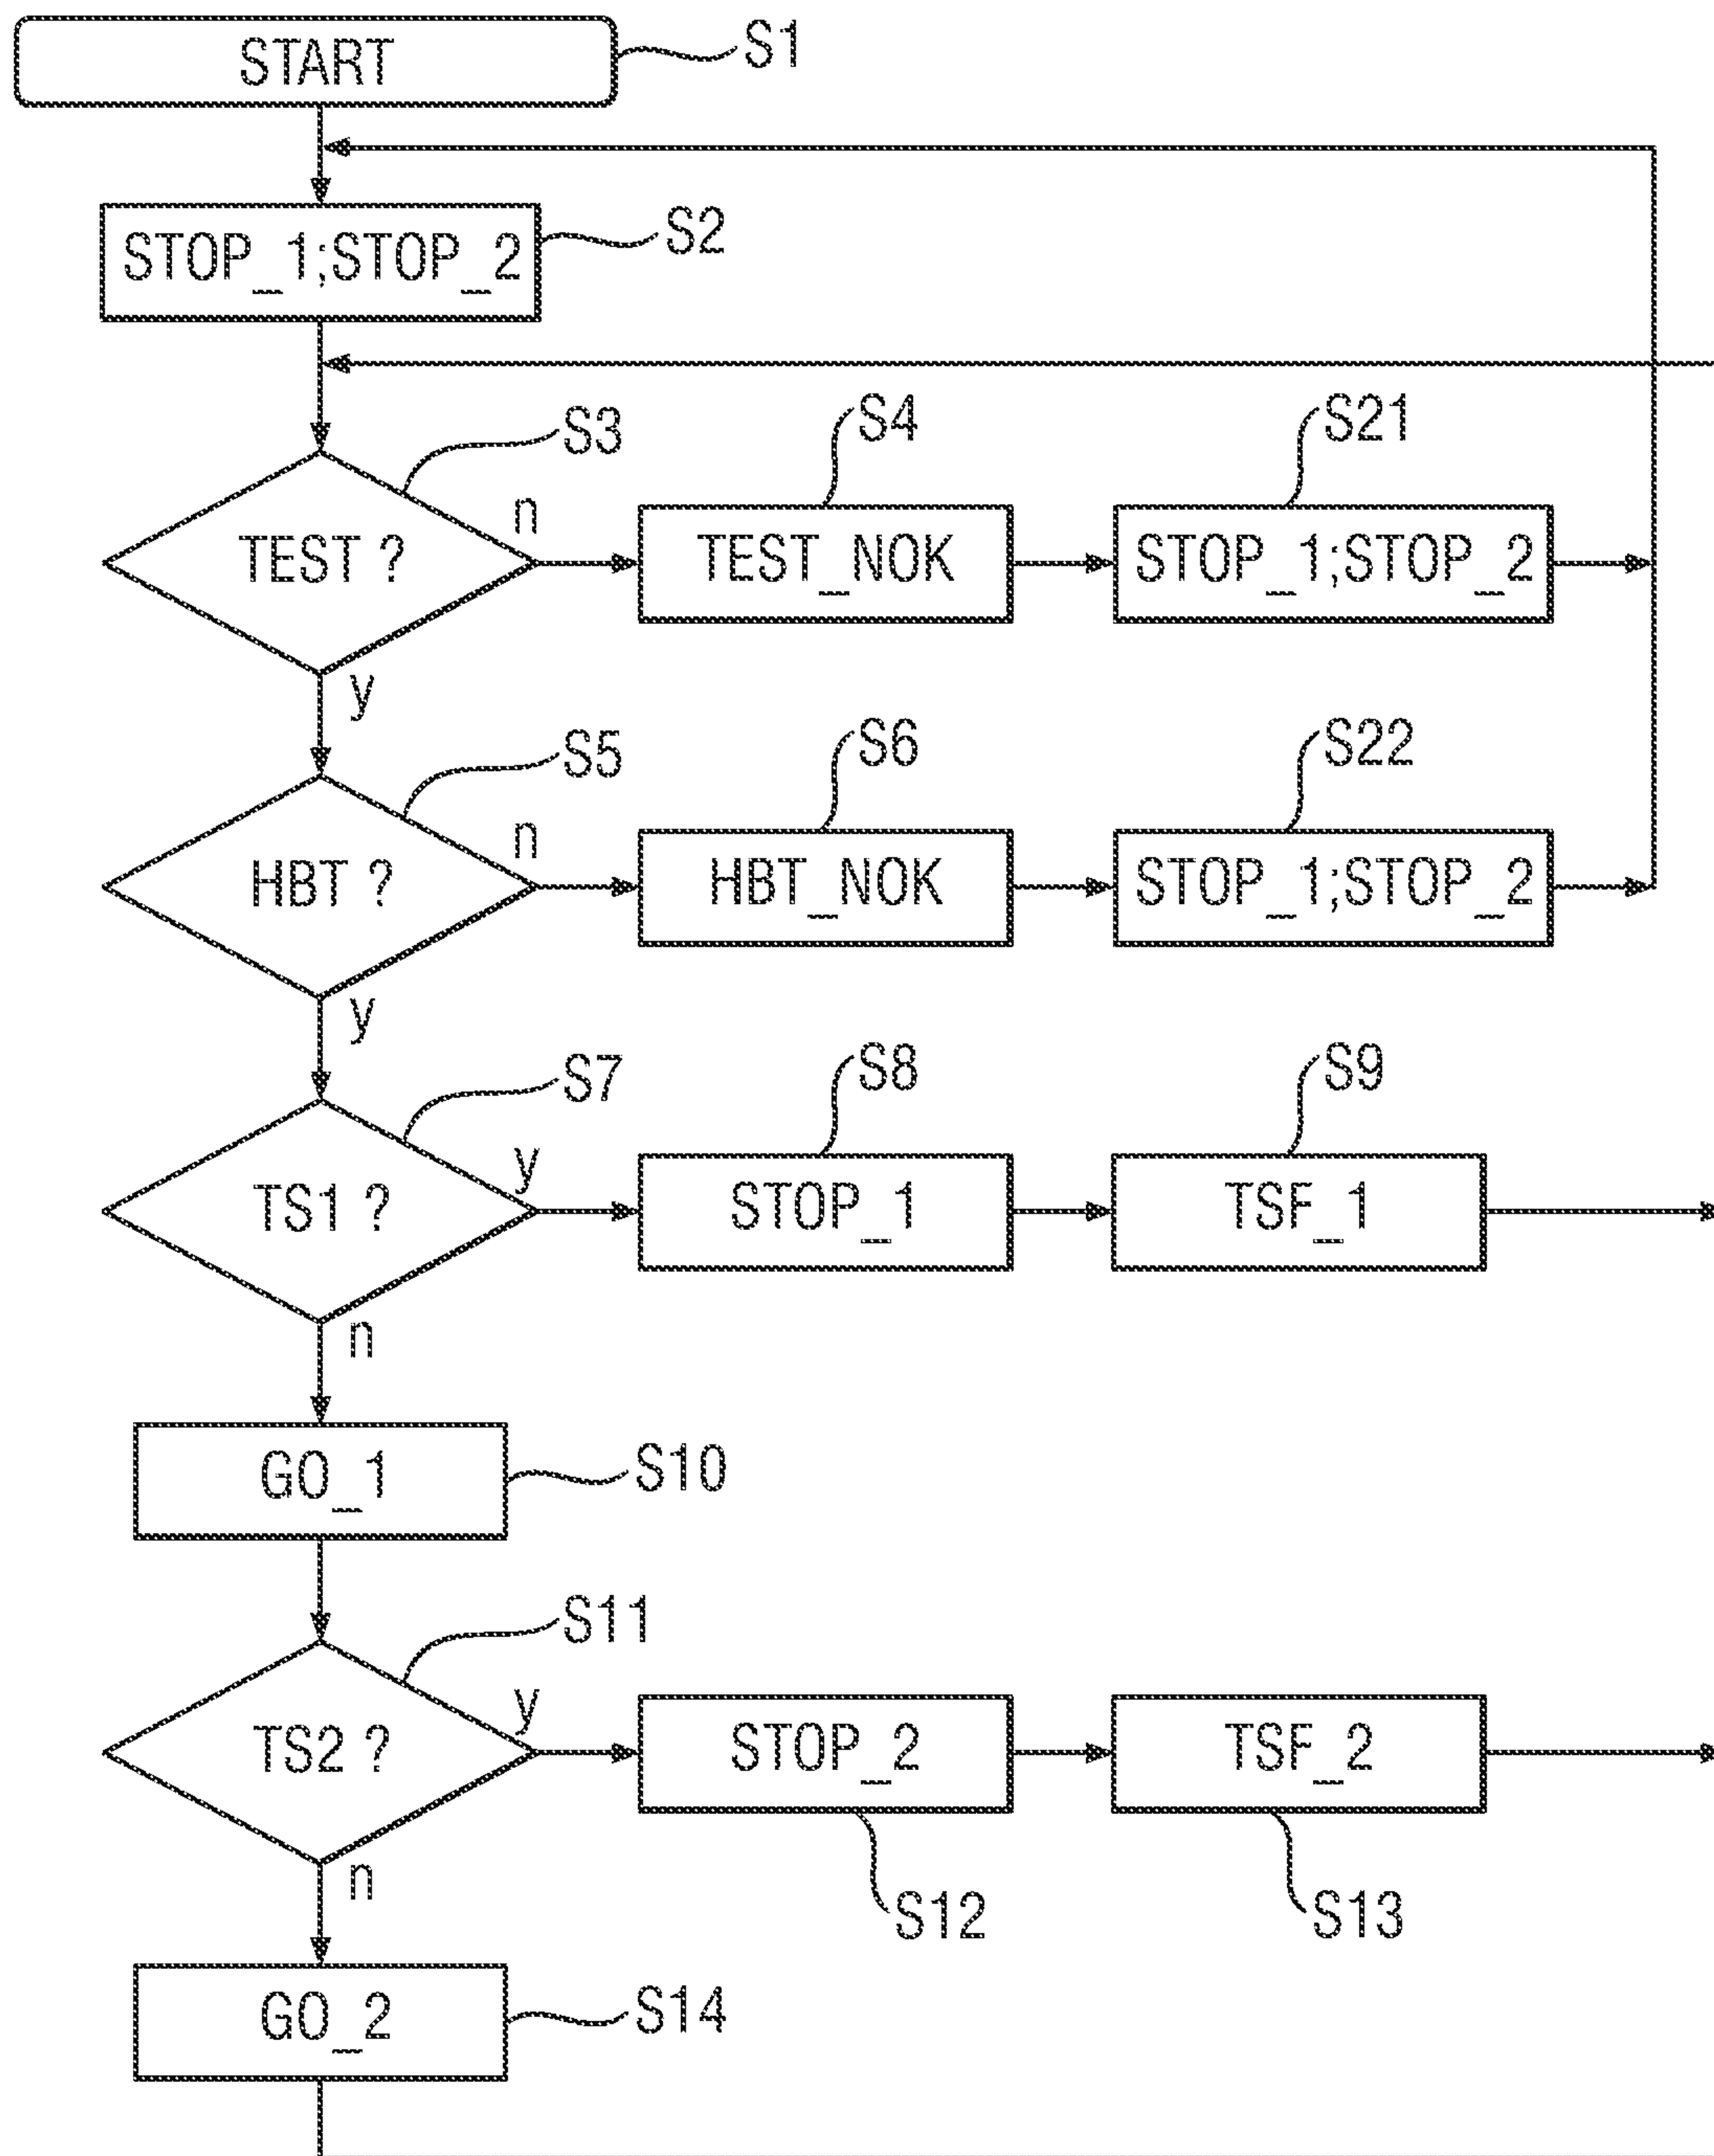 START
S1
STOP_1;STOP_2
S2
S3
S4
S21
TEST ?
n
TEST_NOK
STOP_1;STOP_2
y
S5
S6
S22
HBT ?
n
HBT_NOK
STOP_1;STOP_2
y
S7
S8
S9
TS1 ?
y
STOP_1
TSF_1
n
GO_1
S10
S11
TS2 ?
y
STOP_2
TSF_2
n
S12
S13
GO_2
S14